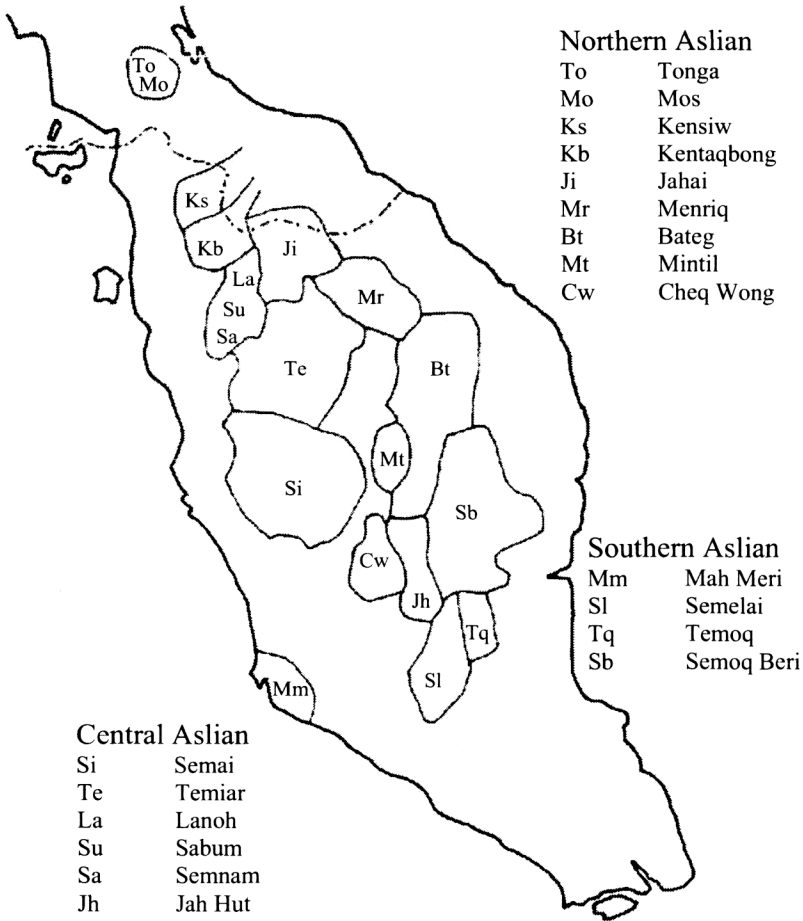 Northern Aslian
To Tonga
Mo Mos
Ks Kensiw
Kb Kentaqbong
Ji Jahai
Mr Menriq
Bt Bateg
Mt Mintil
Cw Cheq Wong
To
Mo
Ks
Kb
Ji
La
Mr
Su
Sa
Te
Bt
Mt
Si
Sb
Cw
Jh
Tq
Sl
Mm
Southern Aslian
Mm Mah Meri
Sl Semelai
Tq Temoq
Sb Semoq Beri
Central Aslian
Si Semai
Te Temiar
La Lanoh
Su Sabum
Sa Semnam
Jh Jah Hut